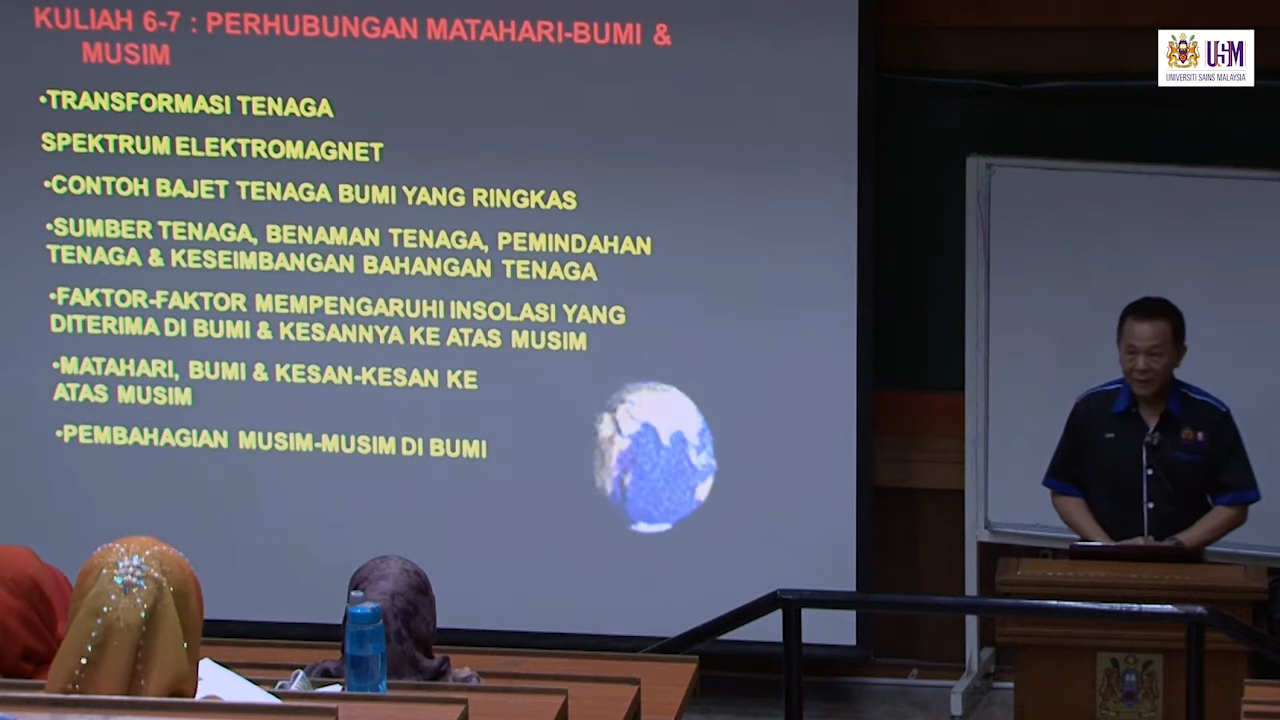 KULIAH 6-7 : PERHUBUNGAN MATAHARI-BUMI &
MUSIM
•TRANSFORMASI TENAGA
SPEKTRUM ELEKTROMAGNET
•CONTOH BAJET TENAGA BUMI YANG RINGKAS
•SUMBER TENAGA, BENAMAN TENAGA, PEMINDAHAN
TENAGA & KESEIMBANGAN BAHANGAN TENAGA
•FAKTOR-FAKTOR MEMPENGARUHI INSOLASI YANG
DITERIMA DI BUMI & KESANNYA KE ATAS MUSIM
•MATAHARI, BUMI & KESAN-KESAN KE
ATAS MUSIM
•PEMBAHAGIAN MUSIM-MUSIM DI BUMI
USM
UNIVERSITI SAINS MALAYSIA